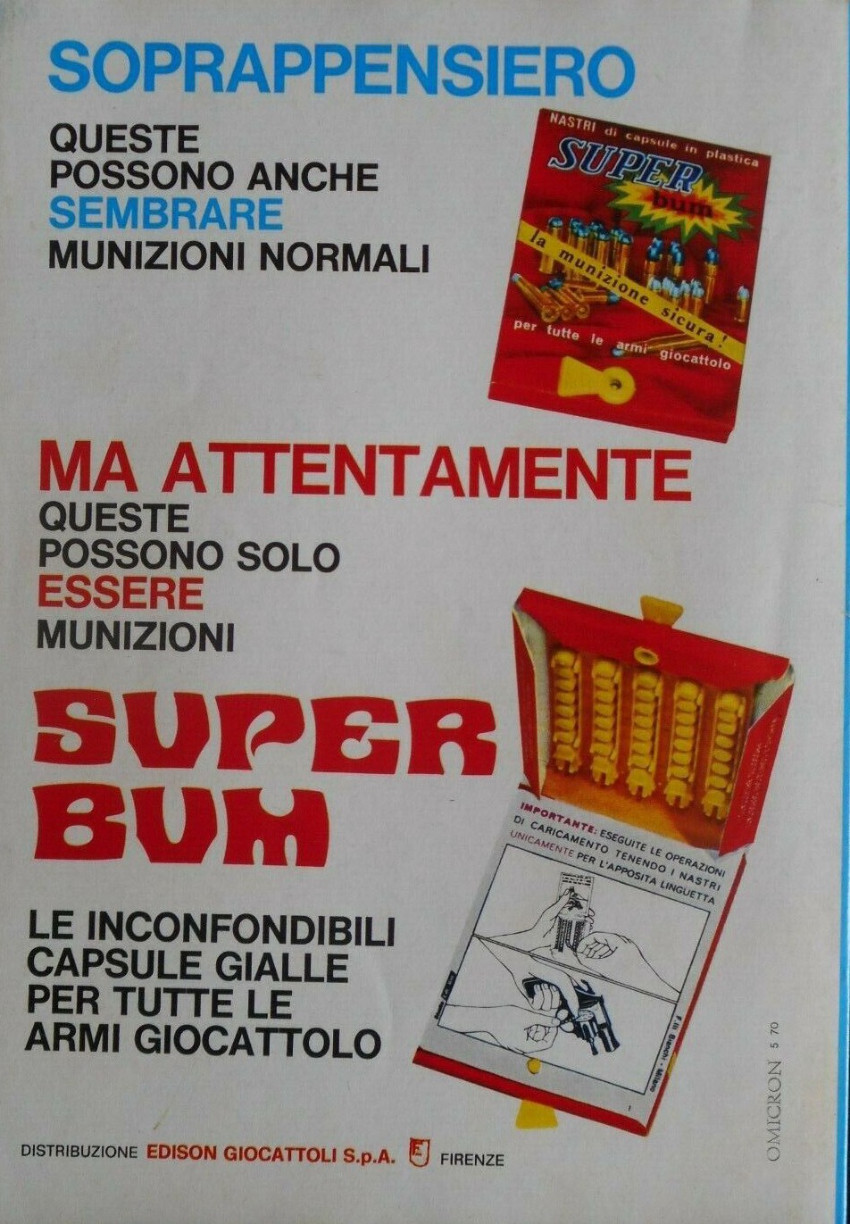 SOPRAPPENSIERO
QUESTE
POSSONO ANCHE
SEMBRARE
MUNIZIONI NORMALI
NASTRI di capsule in plastica
SUPER
bum
la munizione sicura!
per tutte le armi giocattolo
MA ATTENTAMENTE
QUESTE
POSSONO SOLO
ESSERE
MUNIZIONI
SUPER
BUM
IMPORTANTE: ESEGUITE LE OPERAZIONI
DI CARICAMENTO TENENDO I NASTRI
UNICAMENTE PER L'APPOSITA LINGUETTA
F.lli Bianchi - Milano
LE INCONFONDIBILI
CAPSULE GIALLE
PER TUTTE LE
ARMI GIOCATTOLO
OMICRON 5 70
DISTRIBUZIONE EDISON GIOCATTOLI S.p.A. FIRENZE